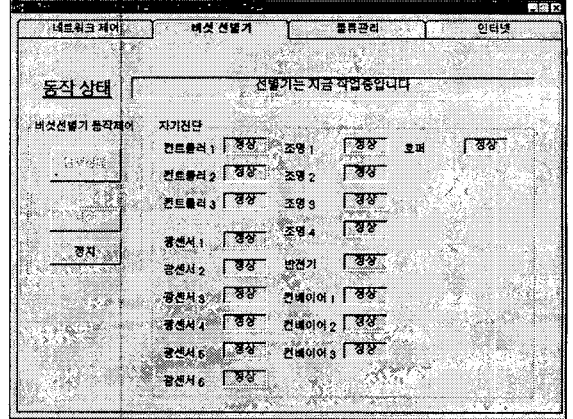 네트워크 제어 버섯 선별기 물류관리 인터넷
동작 상태 선별기는 지금 작업중입니다
버섯선별기 동작제어 자기진단
컨트롤러 1 정상 조명 1 정상 호퍼 정상
컨트롤러 2 정상 조명 2 정상
컨트롤러 3 정상 조명 3 정상
광센서 1 정상 조명 4 정상
정지
광센서 2 정상 반전기 정상
광센서 3 정상 컨베이어 1 정상
광센서 4 정상 컨베이어 2 정상
광센서 5 정상 컨베이어 3 정상
광센서 6 정상